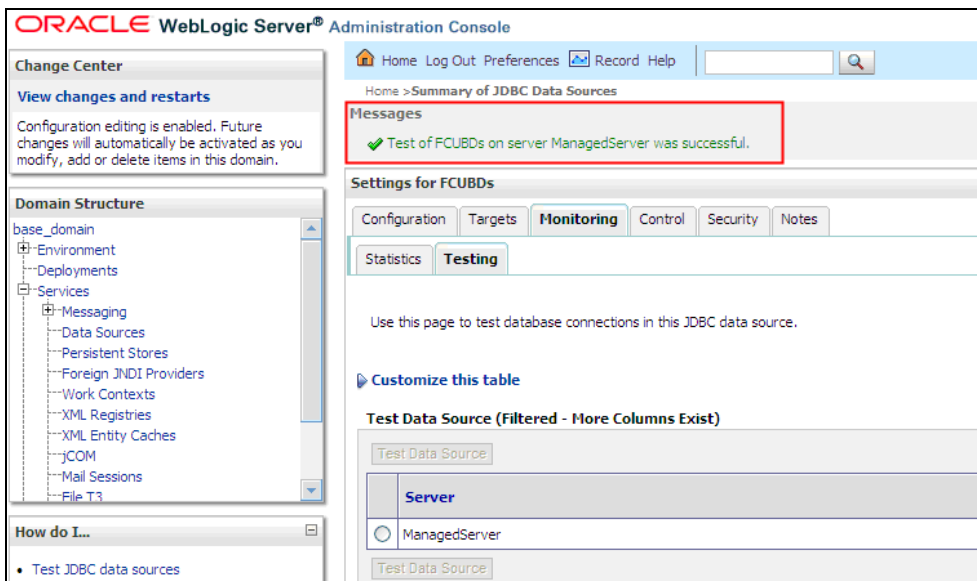 ORACLE WebLogic Server® Administration Console
Change Center
View changes and restarts
Configuration editing is enabled. Future
changes will automatically be activated as you
modify, add or delete items in this domain.
Domain Structure
base_domain
Environment
Deployments
Services
Messaging
Data Sources
Persistent Stores
Foreign JNDI Providers
Work Contexts
XML Registries
XML Entity Caches
jCOM
Mail Sessions
File T3
How do I...
Test JDBC data sources
Home Log Out Preferences Record Help
Home >Summary of JDBC Data Sources
Messages
Test of FCUBDs on server ManagedServer was successful.
Settings for FCUBDs
Configuration Targets Monitoring Control Security Notes
Statistics Testing
Use this page to test database connections in this JDBC data source.
Customize this table
Test Data Source (Filtered - More Columns Exist)
Test Data Source
Server
ManagedServer
Test Data Source